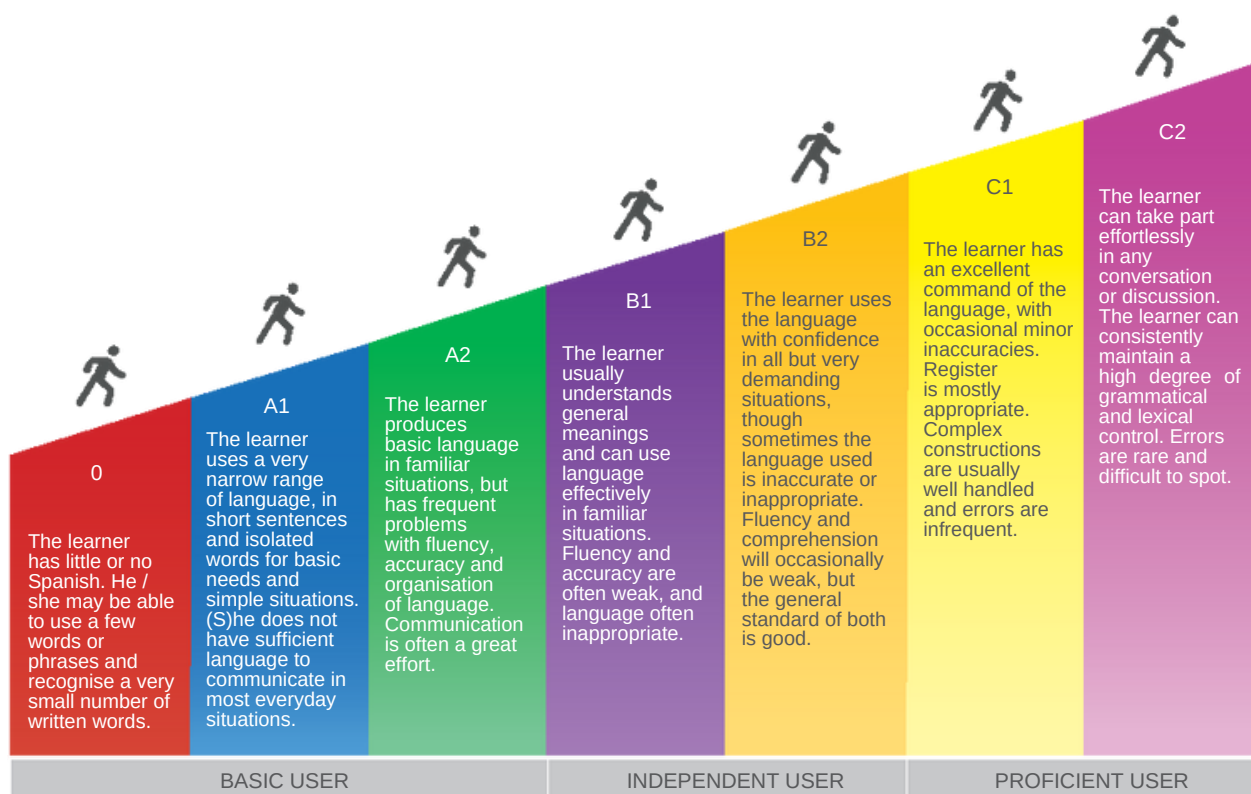 0
The learner
has little or no
Spanish. He /
she may be able
to use a few
words or
phrases and
recognise a very
small number of
written words.
A1
The learner
uses a very
narrow range
of language, in
short sentences
and isolated
words for basic
needs and
simple situations.
(S)he does not
have sufficient
language to
communicate in
most everyday
situations.
A2
The learner
produces
basic language
in familiar
situations, but
has frequent
problems
with fluency,
accuracy and
organisation
of language.
Communication
is often a great
effort.
B1
The learner
usually
understands
general
meanings
and can use
language
effectively
in familiar
situations.
Fluency and
accuracy are
often weak, and
language often
inappropriate.
B2
The learner uses
the language
with confidence
in all but very
demanding
situations,
though
sometimes the
language used
is inaccurate or
inappropriate.
Fluency and
comprehension
will occasionally
be weak, but
the general
standard of both
is good.
C1
The learner has
an excellent
command of the
language, with
occasional minor
inaccuracies.
Register
is mostly
appropriate.
Complex
constructions
are usually
well handled
and errors are
infrequent.
C2
The learner
can take part
effortlessly
in any
conversation
or discussion.
The learner can
consistently
maintain a
high degree of
grammatical
and lexical
control. Errors
are rare and
difficult to spot.
BASIC USER
INDEPENDENT USER
PROFICIENT USER